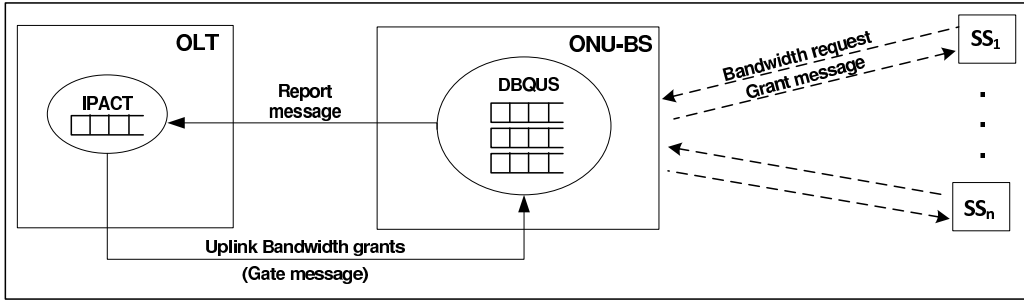 OLT
IPACT
Report
message
ONU-BS
DBQUS
Bandwidth request
Grant message
SS₁
SSₙ
Uplink Bandwidth grants
(Gate message)